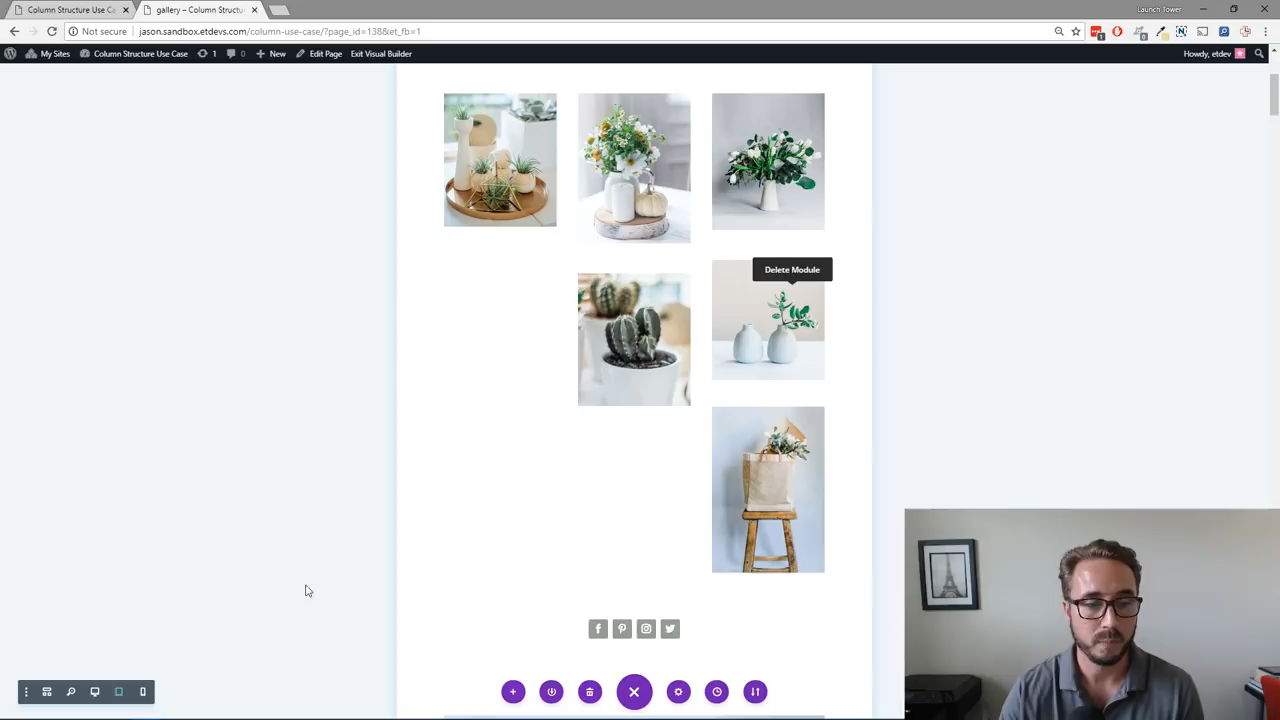 Launch Tower
Column Structure Use Ca
gallery – Column Structu
Not secure
jason.sandbox.etdevs.com/column-use-case/?page_id=138&et_fb=1
My Sites
Column Structure Use Case
1
0
New
Edit Page
Exit Visual Builder
Howdy, etdev
Delete Module